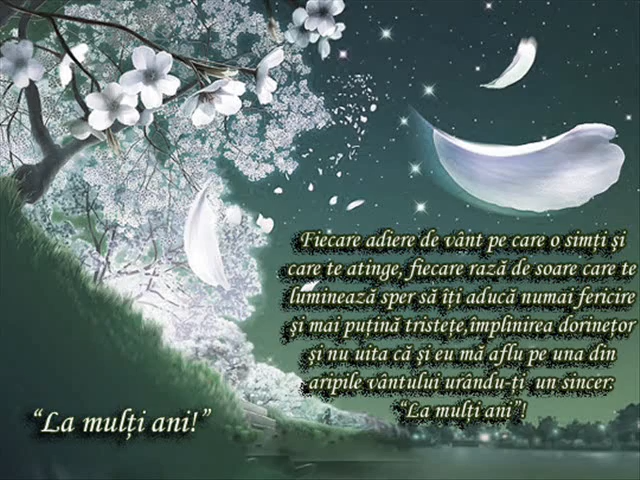 Fiecare adiere de vânt pe care o simți și
care te atinge, fiecare rază de soare care te
luminează sper să îți aducă numai fericire
și mai puțină tristețe,împlinirea dorințelor
și nu uita că și eu mă aflu pe una din
aripile vântului urându-ți un sincer:
“La mulți ani”!
“La mulți ani!”